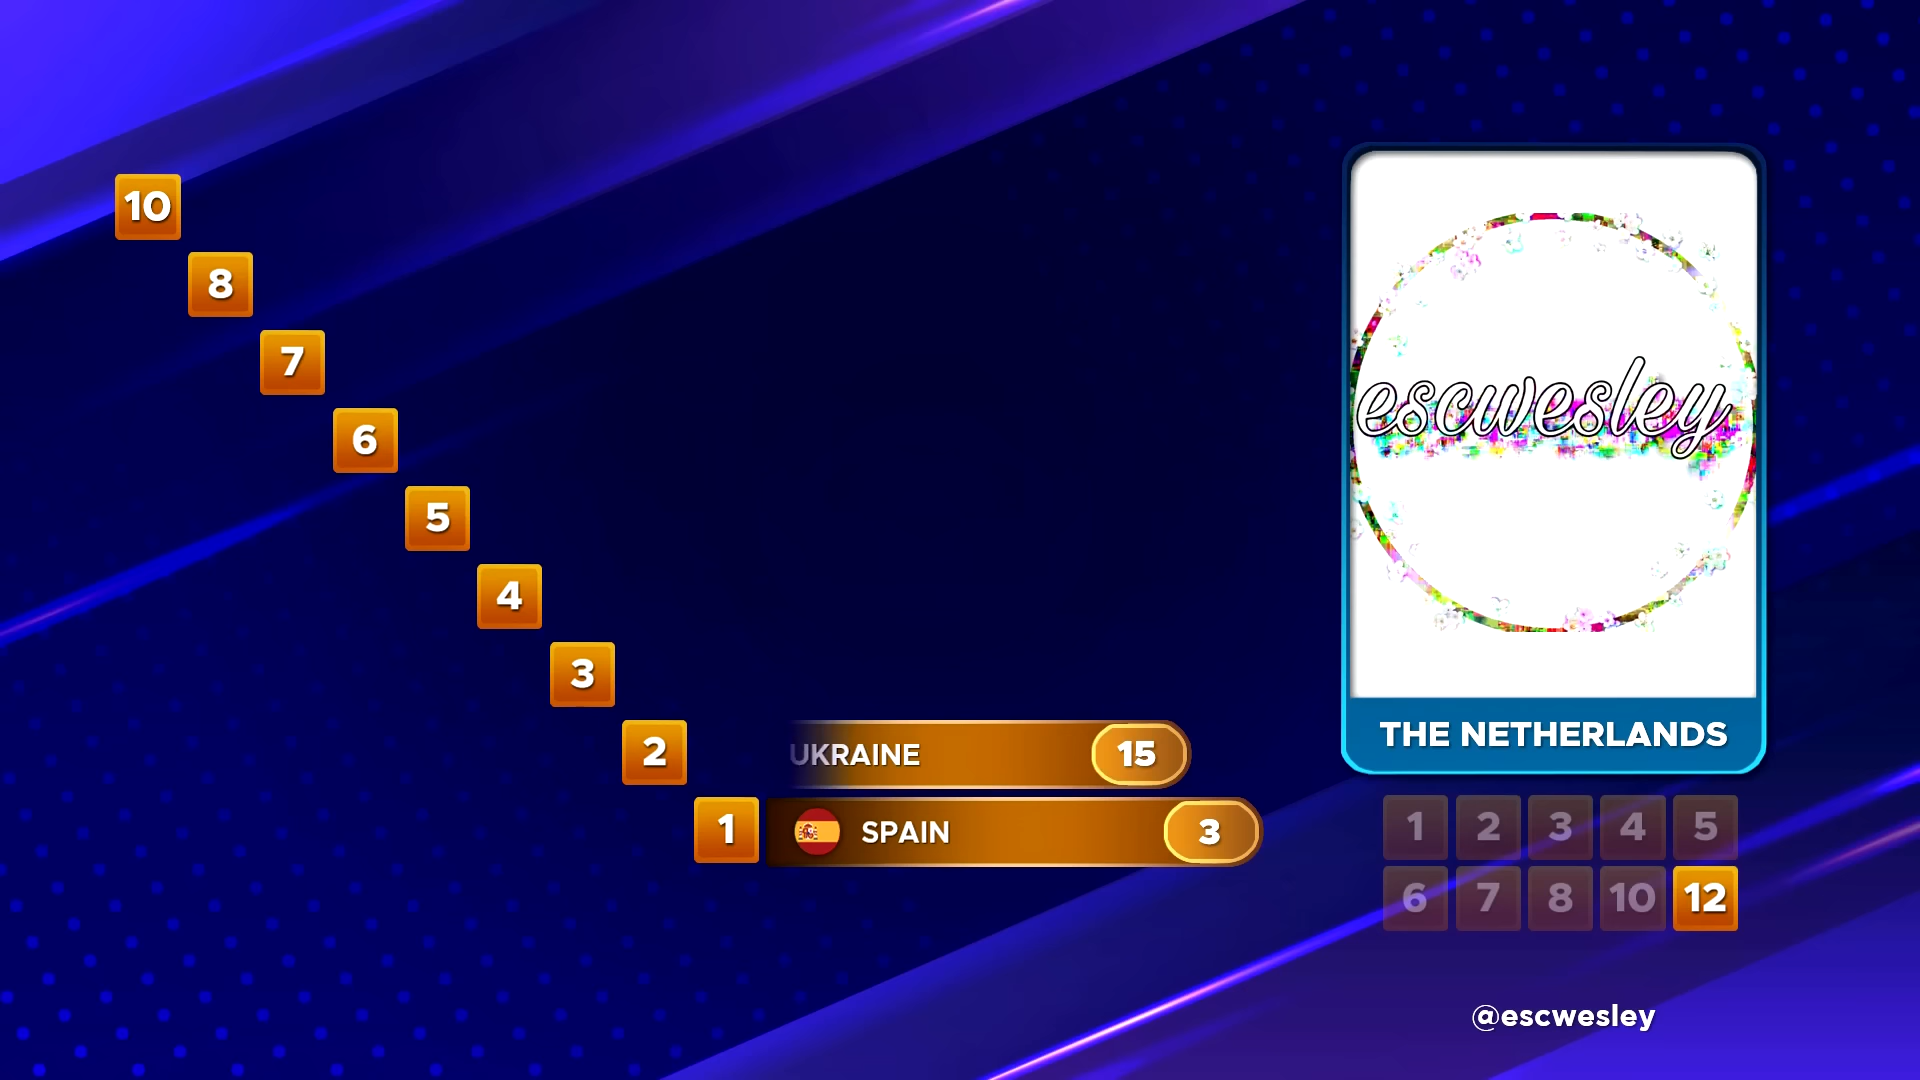 10
8
7
6
5
4
3
2 UKRAINE 15
1 SPAIN 3
escwesley
THE NETHERLANDS
1 2 3 4 5
6 7 8 10 12
@escwesley